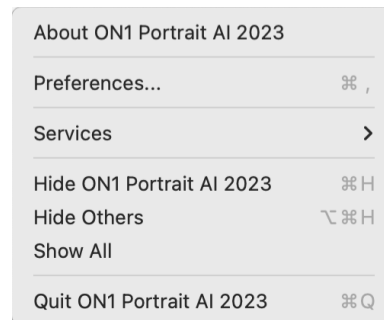 About ON1 Portrait AI 2023
Preferences... ⌘ ,
Services
Hide ON1 Portrait AI 2023 ⌘H
Hide Others ⌥⌘H
Show All
Quit ON1 Portrait AI 2023 ⌘Q